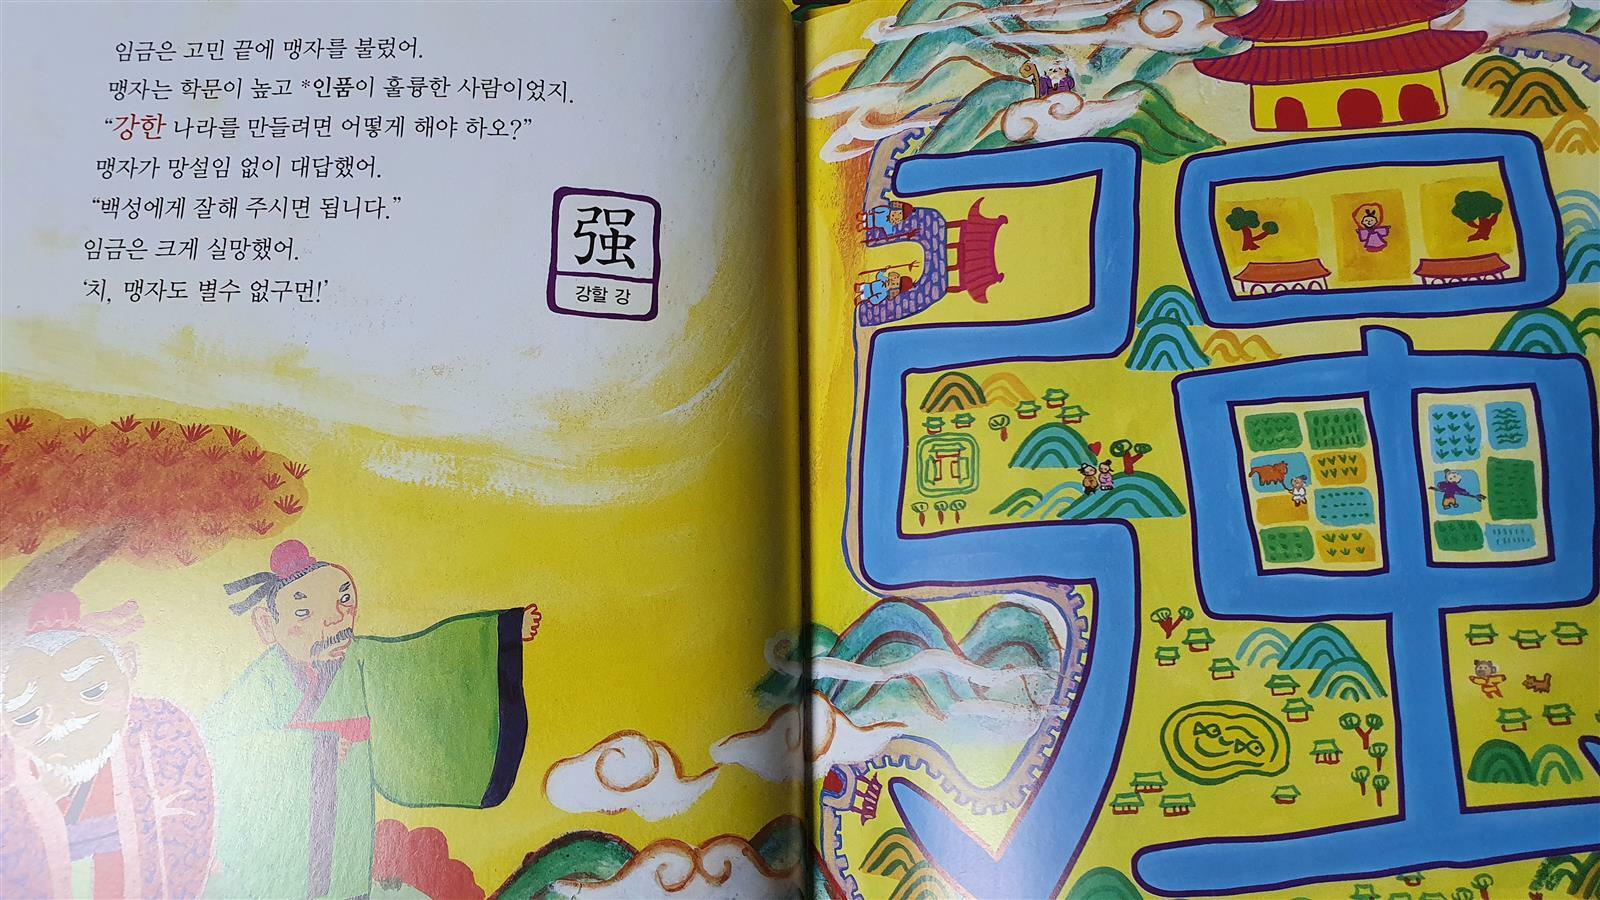 임금은 고민 끝에 맹자를 불렀어.
맹자는 학문이 높고 *인품이 훌륭한 사람이었지.
“강한 나라를 만들려면 어떻게 해야 하오?”
맹자가 망설임 없이 대답했어.
“백성에게 잘해 주시면 됩니다.”
임금은 크게 실망했어.
‘치, 맹자도 별수 없구먼!’
强
강할 강
强